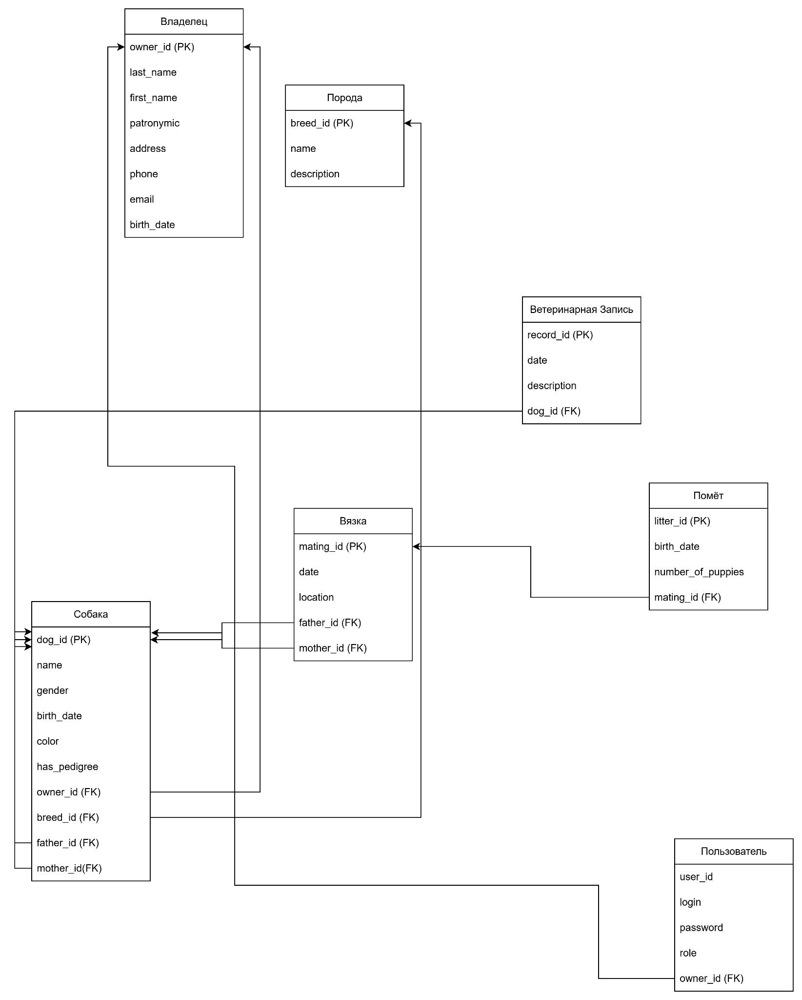 Владелец
owner_id (PK)
last_name
first_name
patronymic
address
phone
email
birth_date
Порода
breed_id (PK)
name
description
Ветеринарная Запись
record_id (PK)
date
description
dog_id (FK)
Помёт
litter_id (PK)
birth_date
number_of_puppies
mating_id (FK)
Вязка
mating_id (PK)
date
location
father_id (FK)
mother_id (FK)
Собака
dog_id (PK)
name
gender
birth_date
color
has_pedigree
owner_id (FK)
breed_id (FK)
father_id (FK)
mother_id(FK)
Пользователь
user_id
login
password
role
owner_id (FK)